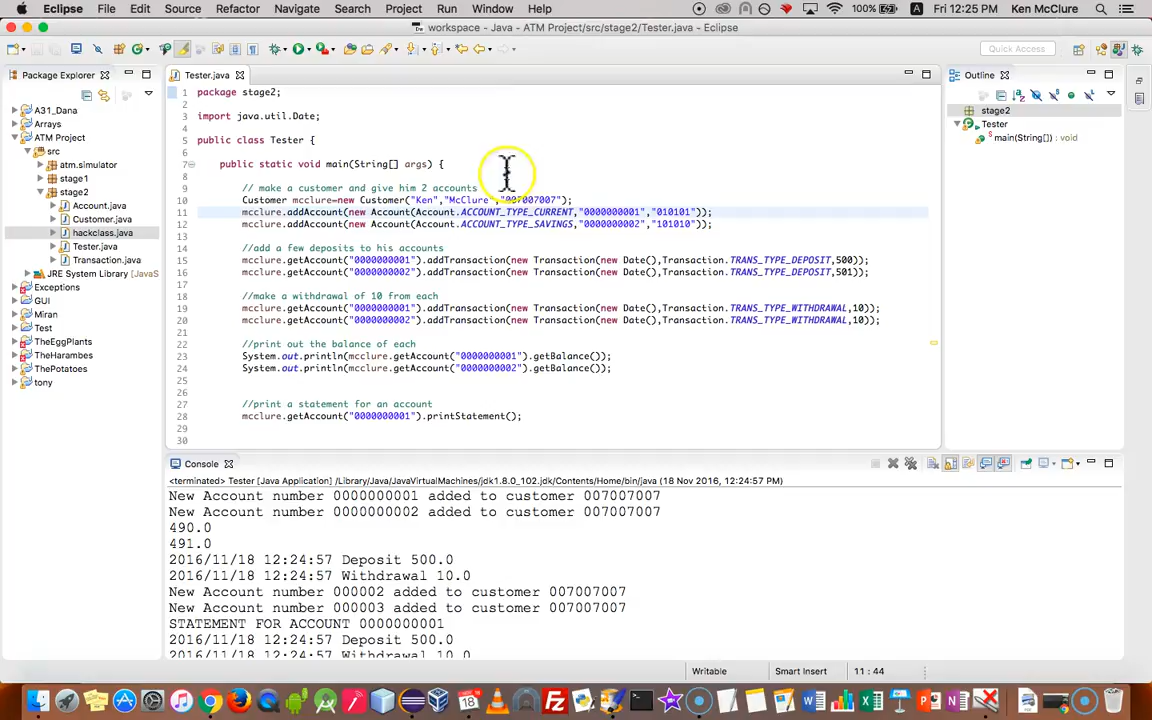 Eclipse File Edit Source Refactor Navigate Search Project Run Window Help 100% A Fri 12:25 PM Ken McClure
workspace - Java - ATM Project/src/stage2/Tester.java - Eclipse
Quick Access
Package Explorer
A31_Dana
Arrays
ATM Project
src
atm.simulator
stage1
stage2
Account.java
Customer.java
hackclass.java
Tester.java
Transaction.java
JRE System Library [JavaS
Exceptions
GUI
Miran
Test
TheEggPlants
TheHarambes
ThePotatoes
tony
Tester.java
1 package stage2;
2
3 import java.util.Date;
4
5 public class Tester {
6
7 public static void main(String[] args) {
8
9 // make a customer and give him 2 accounts
10 Customer mcclure=new Customer("Ken","McClure","007007007");
11 mcclure.addAccount(new Account(Account.ACCOUNT_TYPE_CURRENT,"0000000001","010101"));
12 mcclure.addAccount(new Account(Account.ACCOUNT_TYPE_SAVINGS,"0000000002","101010"));
13
14 //add a few deposits to his accounts
15 mcclure.getAccount("0000000001").addTransaction(new Transaction(new Date(),Transaction.TRANS_TYPE_DEPOSIT,500));
16 mcclure.getAccount("0000000002").addTransaction(new Transaction(new Date(),Transaction.TRANS_TYPE_DEPOSIT,501));
17
18 //make a withdrawal of 10 from each
19 mcclure.getAccount("0000000001").addTransaction(new Transaction(new Date(),Transaction.TRANS_TYPE_WITHDRAWAL,10));
20 mcclure.getAccount("0000000002").addTransaction(new Transaction(new Date(),Transaction.TRANS_TYPE_WITHDRAWAL,10));
21
22 //print out the balance of each
23 System.out.println(mcclure.getAccount("0000000001").getBalance());
24 System.out.println(mcclure.getAccount("0000000002").getBalance());
25
26
27 //print a statement for an account
28 mcclure.getAccount("0000000001").printStatement();
29
30
Outline
stage2
Tester
main(String[]) : void
Console
<terminated> Tester [Java Application] /Library/Java/JavaVirtualMachines/jdk1.8.0_102.jdk/Contents/Home/bin/java (18 Nov 2016, 12:24:57 PM)
New Account number 0000000001 added to customer 007007007
New Account number 0000000002 added to customer 007007007
490.0
491.0
2016/11/18 12:24:57 Deposit 500.0
2016/11/18 12:24:57 Withdrawal 10.0
New Account number 000002 added to customer 007007007
New Account number 000003 added to customer 007007007
STATEMENT FOR ACCOUNT 0000000001
2016/11/18 12:24:57 Deposit 500.0
2016/11/18 12:24:57 Withdrawal 10.0
Writable Smart Insert 11 : 44